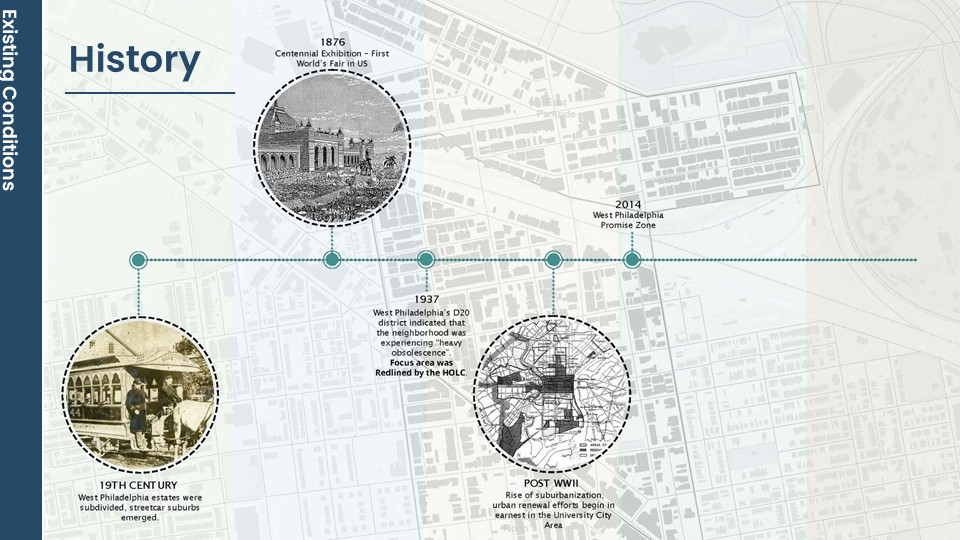 Existing Conditions
History
1876
Centennial Exhibition – First
World's Fair in US
Parkside
2014
West Philadelphia
Promise Zone
1937
West Philadelphia's D20
district indicated that
the neighborhood was
experiencing "heavy
obsolescence".
Focus area was
Redlined by the HOLC.
44
19TH CENTURY
West Philadelphia estates were
subdivided, streetcar suburbs
emerged.
POST WWII
Rise of suburbanization,
urban renewal efforts begin in
earnest in the University City
Area